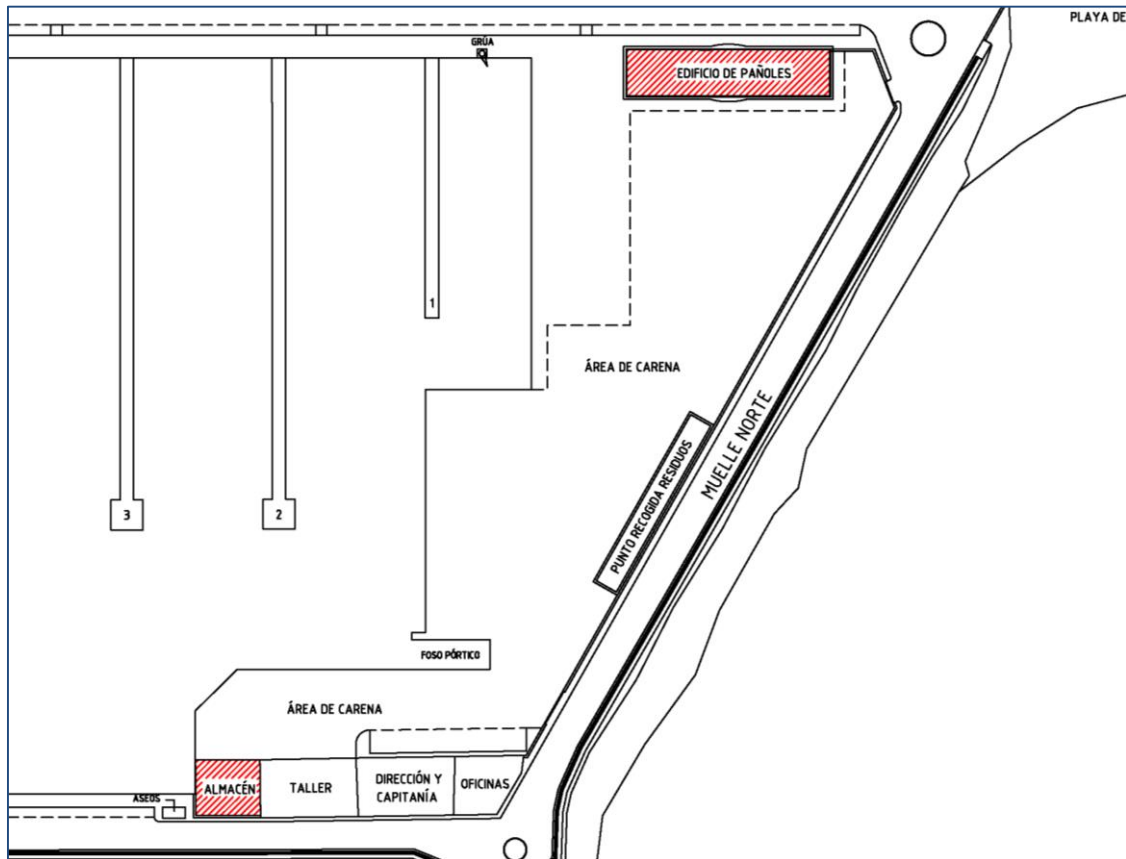 PLAYA DE
GRÚA
EDIFICIO DE PAÑOLES
1
ÁREA DE CARENA
MUELLE NORTE
PUNTO RECOGIDA RESIDUOS
3
2
FOSO PÓRTICO
ÁREA DE CARENA
ALMACÉN
TALLER
DIRECCIÓN Y
CAPITANÍA
OFICINAS
ASEOS